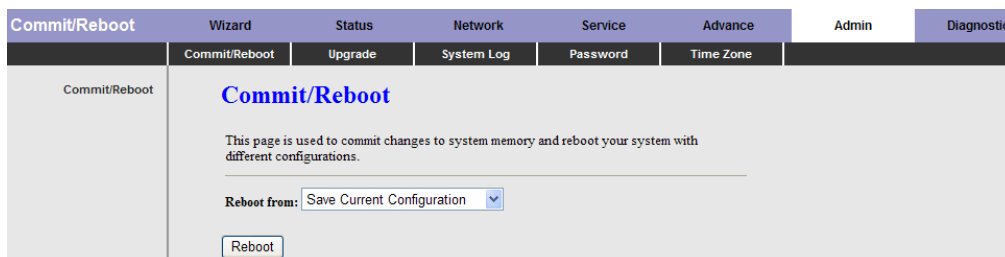 Commit/Reboot Wizard Status Network Service Advance Admin Diagnostic
Commit/Reboot Upgrade System Log Password Time Zone
Commit/Reboot
Commit/Reboot
This page is used to commit changes to system memory and reboot your system with
different configurations.
Reboot from: Save Current Configuration
Reboot